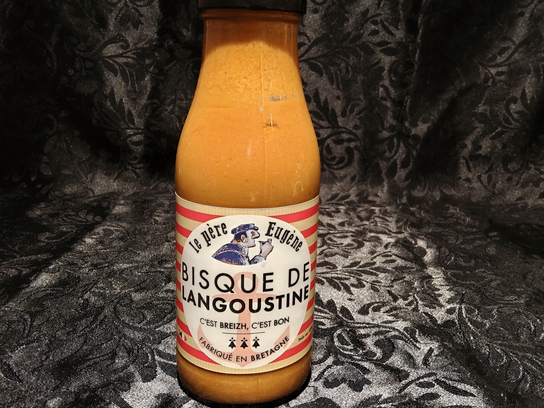 le père Eugène
BISQUE DE
LANGOUSTINE
C'EST BREIZH, C'EST BON
FABRIQUÉ EN BRETAGNE